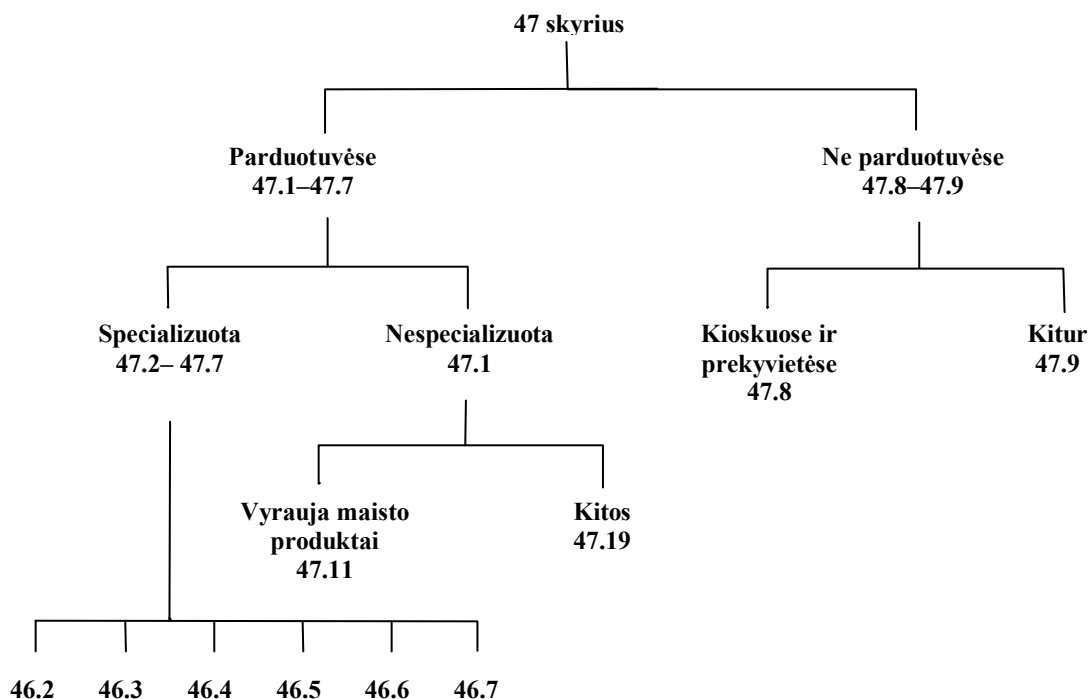 47 skyrius
Parduotuvėse
47.1–47.7
Ne parduotuvėse
47.8–47.9
Specializuota
47.2– 47.7
Nespecializuota
47.1
Kioskuose ir
prekyvietėse
47.8
Kitur
47.9
Vyrauja maisto
produktai
47.11
Kitos
47.19
46.2 46.3 46.4 46.5 46.6 46.7